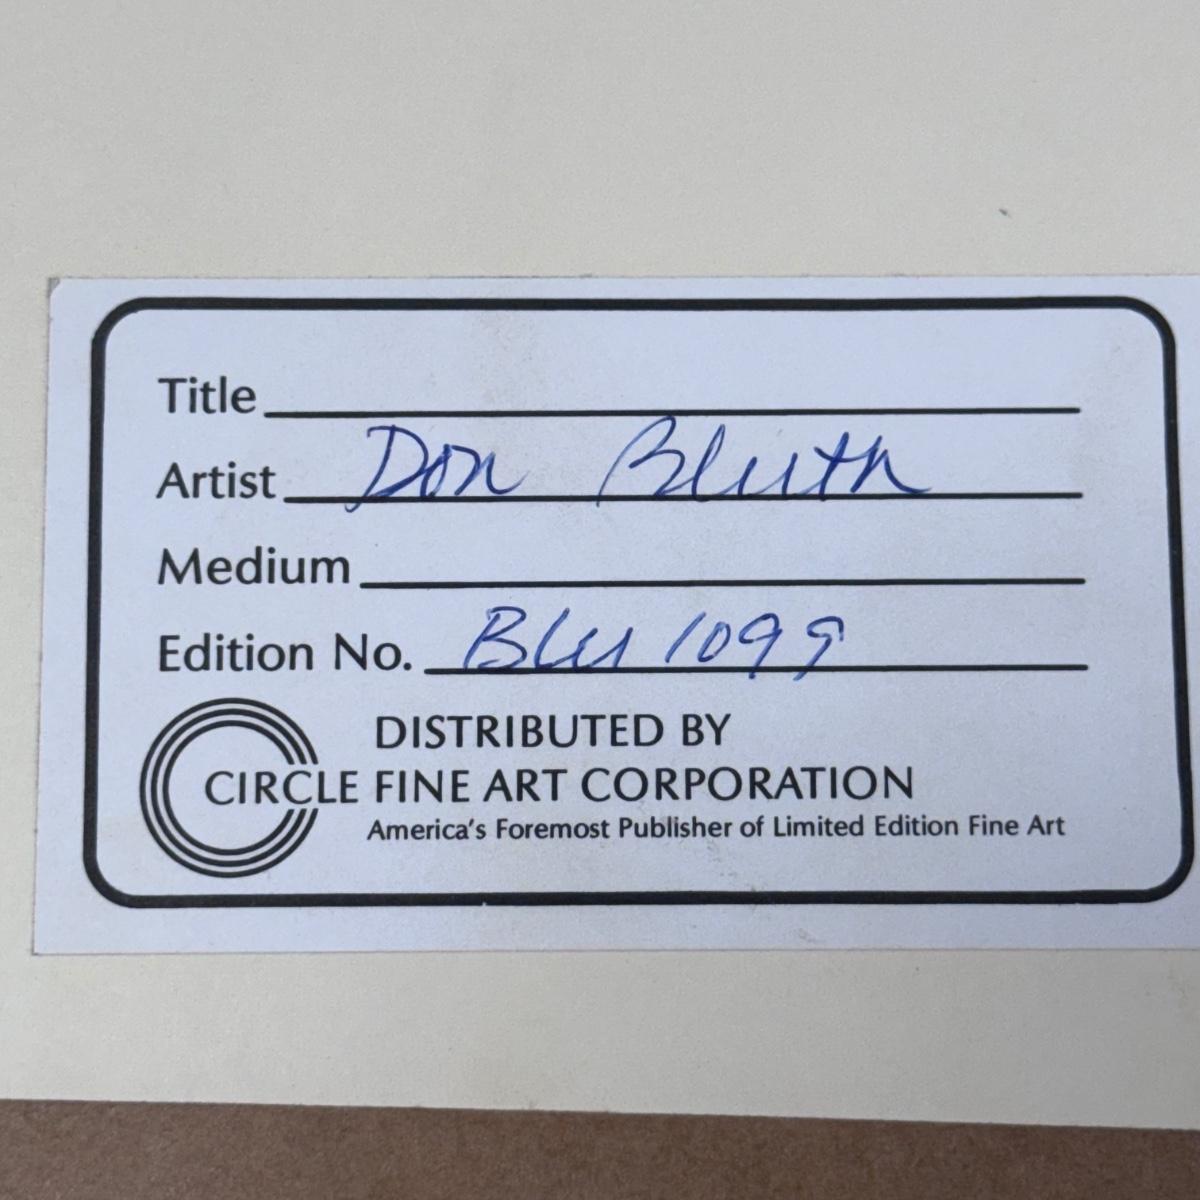 Title
Artist Don Bluth
Medium
Edition No. Blu 1099
DISTRIBUTED BY
CIRCLE FINE ART CORPORATION
America's Foremost Publisher of Limited Edition Fine Art